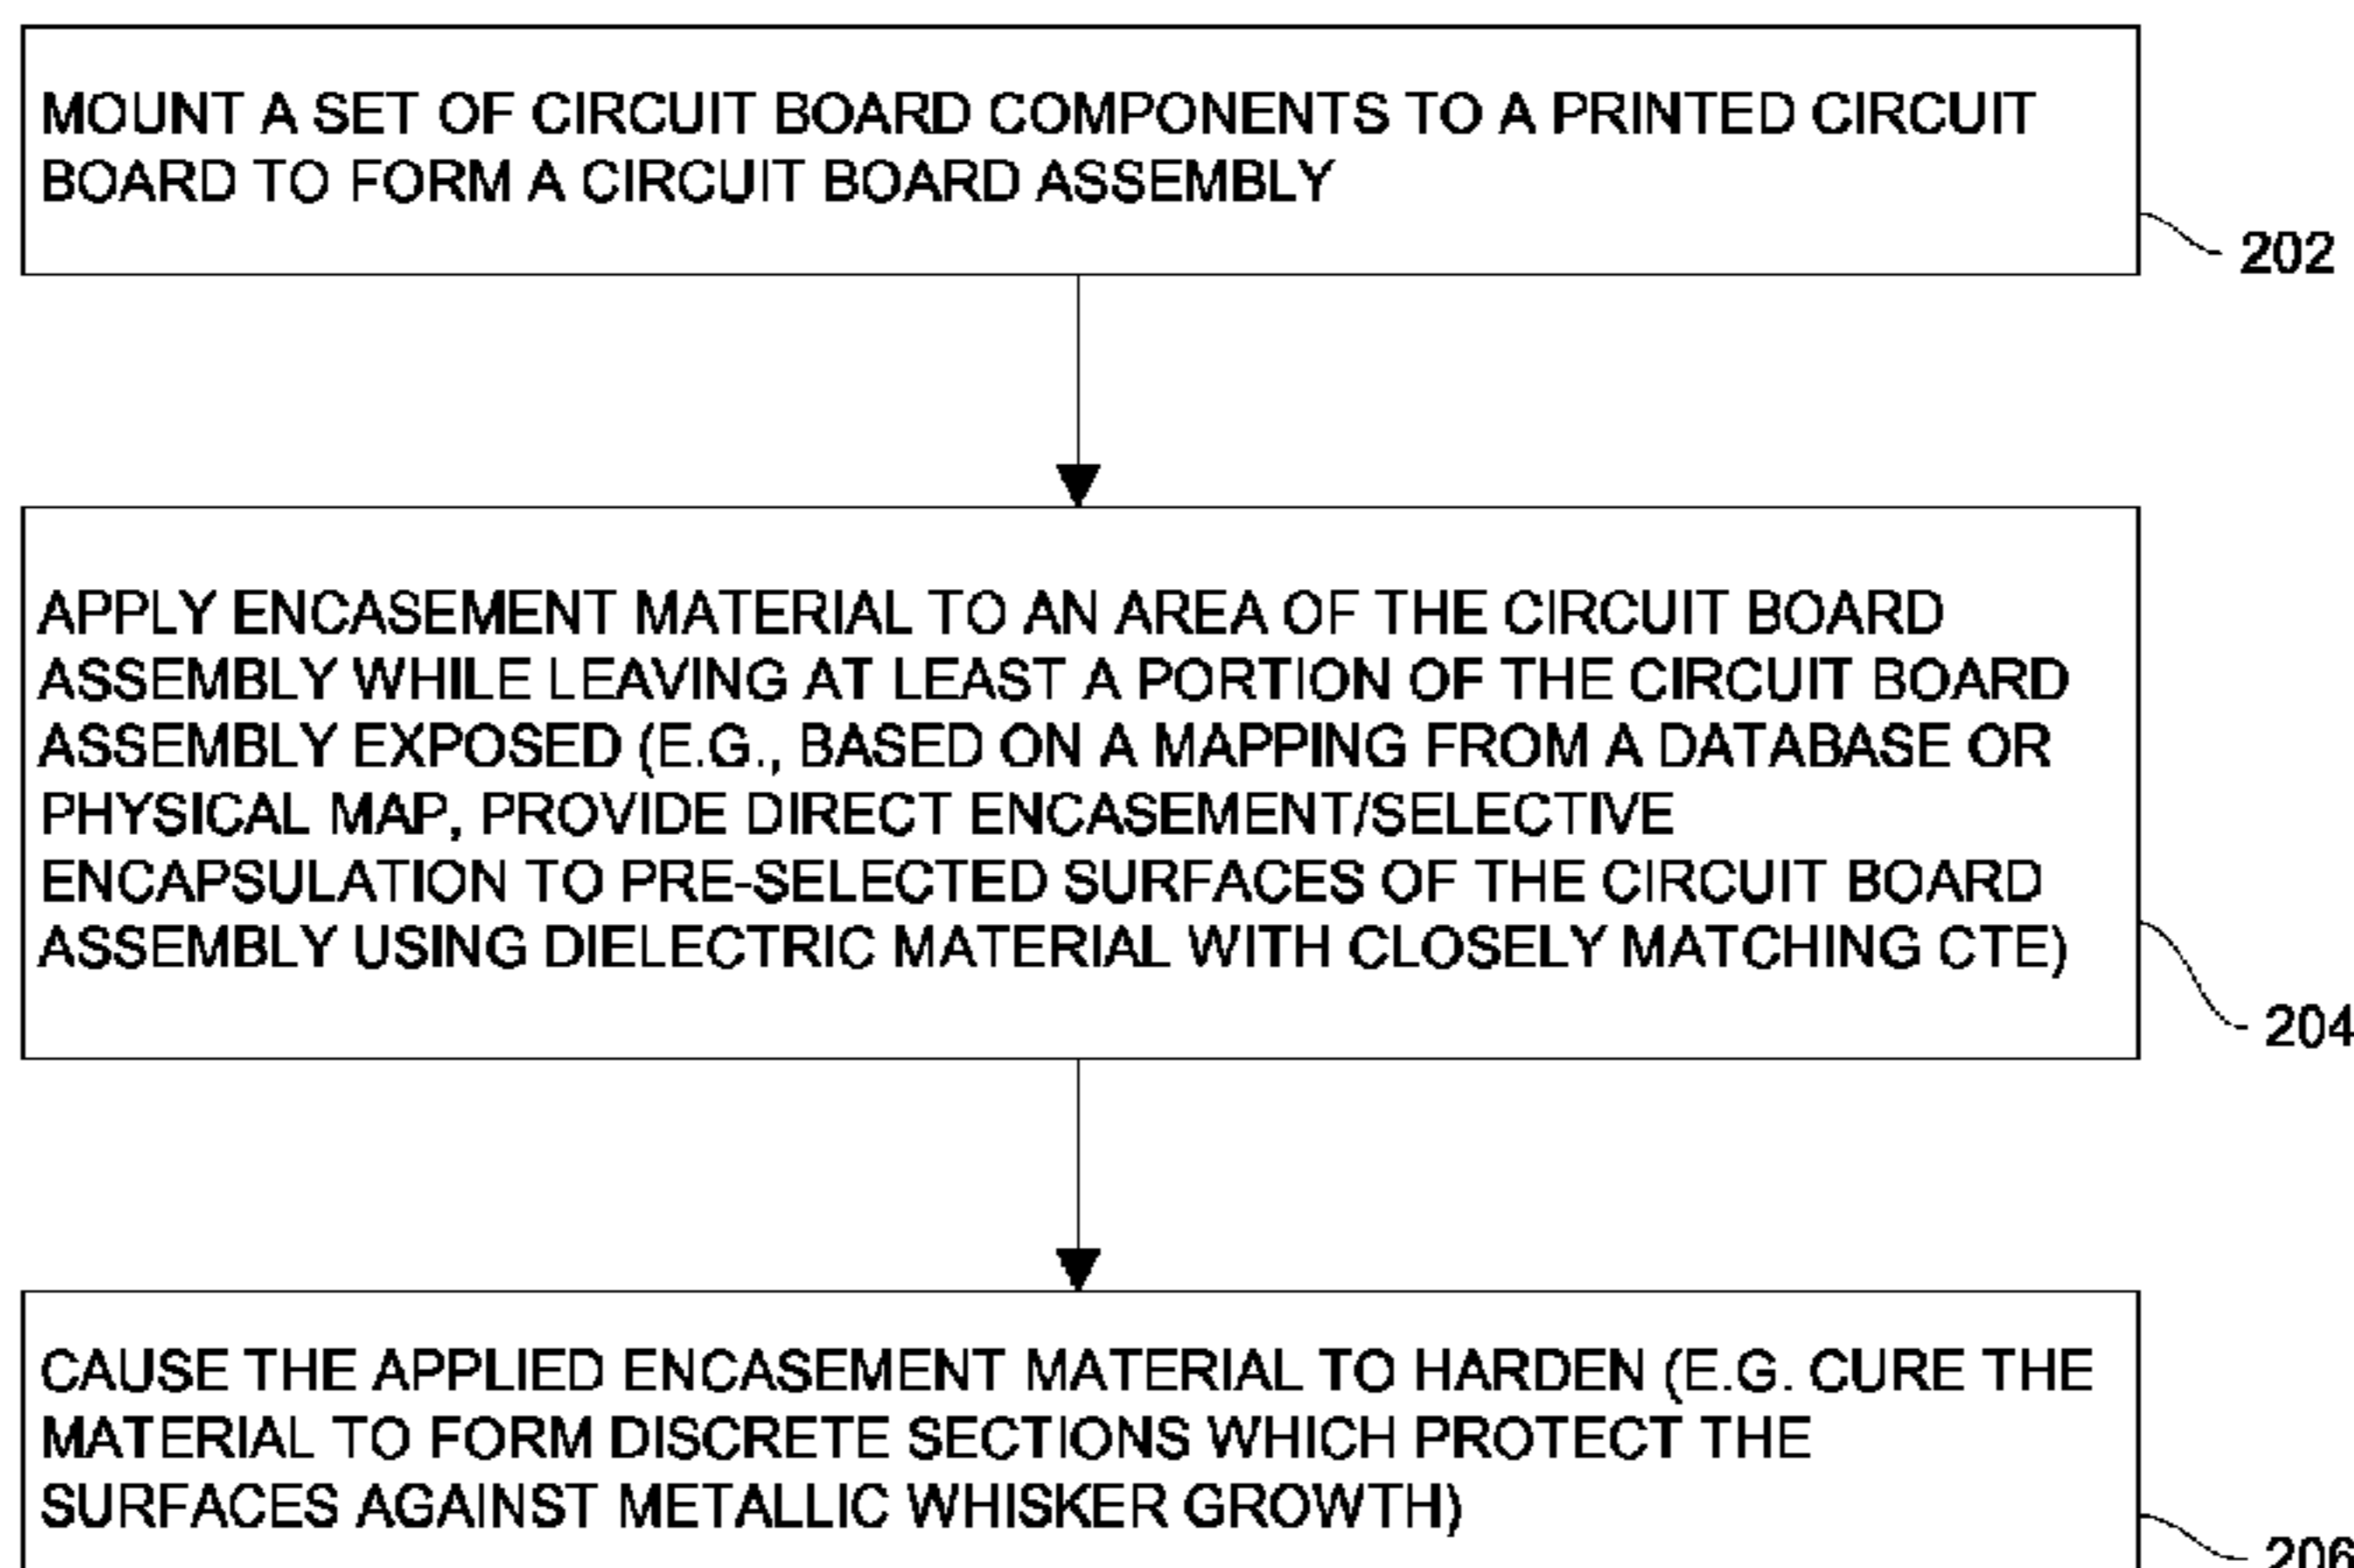 MOUNT A SET OF CIRCUIT BOARD COMPONENTS TO A PRINTED CIRCUIT
BOARD TO FORM A CIRCUIT BOARD ASSEMBLY
202
APPLY ENCASEMENT MATERIAL TO AN AREA OF THE CIRCUIT BOARD
ASSEMBLY WHILE LEAVING AT LEAST A PORTION OF THE CIRCUIT BOARD
ASSEMBLY EXPOSED (E.G., BASED ON A MAPPING FROM A DATABASE OR
PHYSICAL MAP, PROVIDE DIRECT ENCASEMENT/SELECTIVE
ENCAPSULATION TO PRE-SELECTED SURFACES OF THE CIRCUIT BOARD
ASSEMBLY USING DIELECTRIC MATERIAL WITH CLOSELY MATCHING CTE)
204
CAUSE THE APPLIED ENCASEMENT MATERIAL TO HARDEN (E.G. CURE THE
MATERIAL TO FORM DISCRETE SECTIONS WHICH PROTECT THE
SURFACES AGAINST METALLIC WHISKER GROWTH)
206